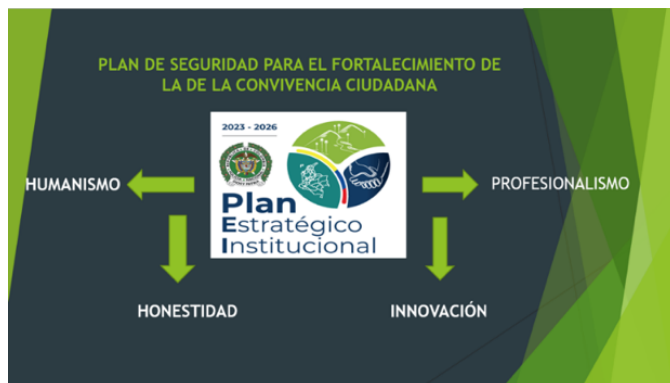 PLAN DE SEGURIDAD PARA EL FORTALECIMIENTO DE
LA DE LA CONVIVENCIA CIUDADANA
2023 - 2026
HUMANISMO
PROFESIONALISMO
Plan
Estratégico
Institucional
HONESTIDAD
INNOVACIÓN